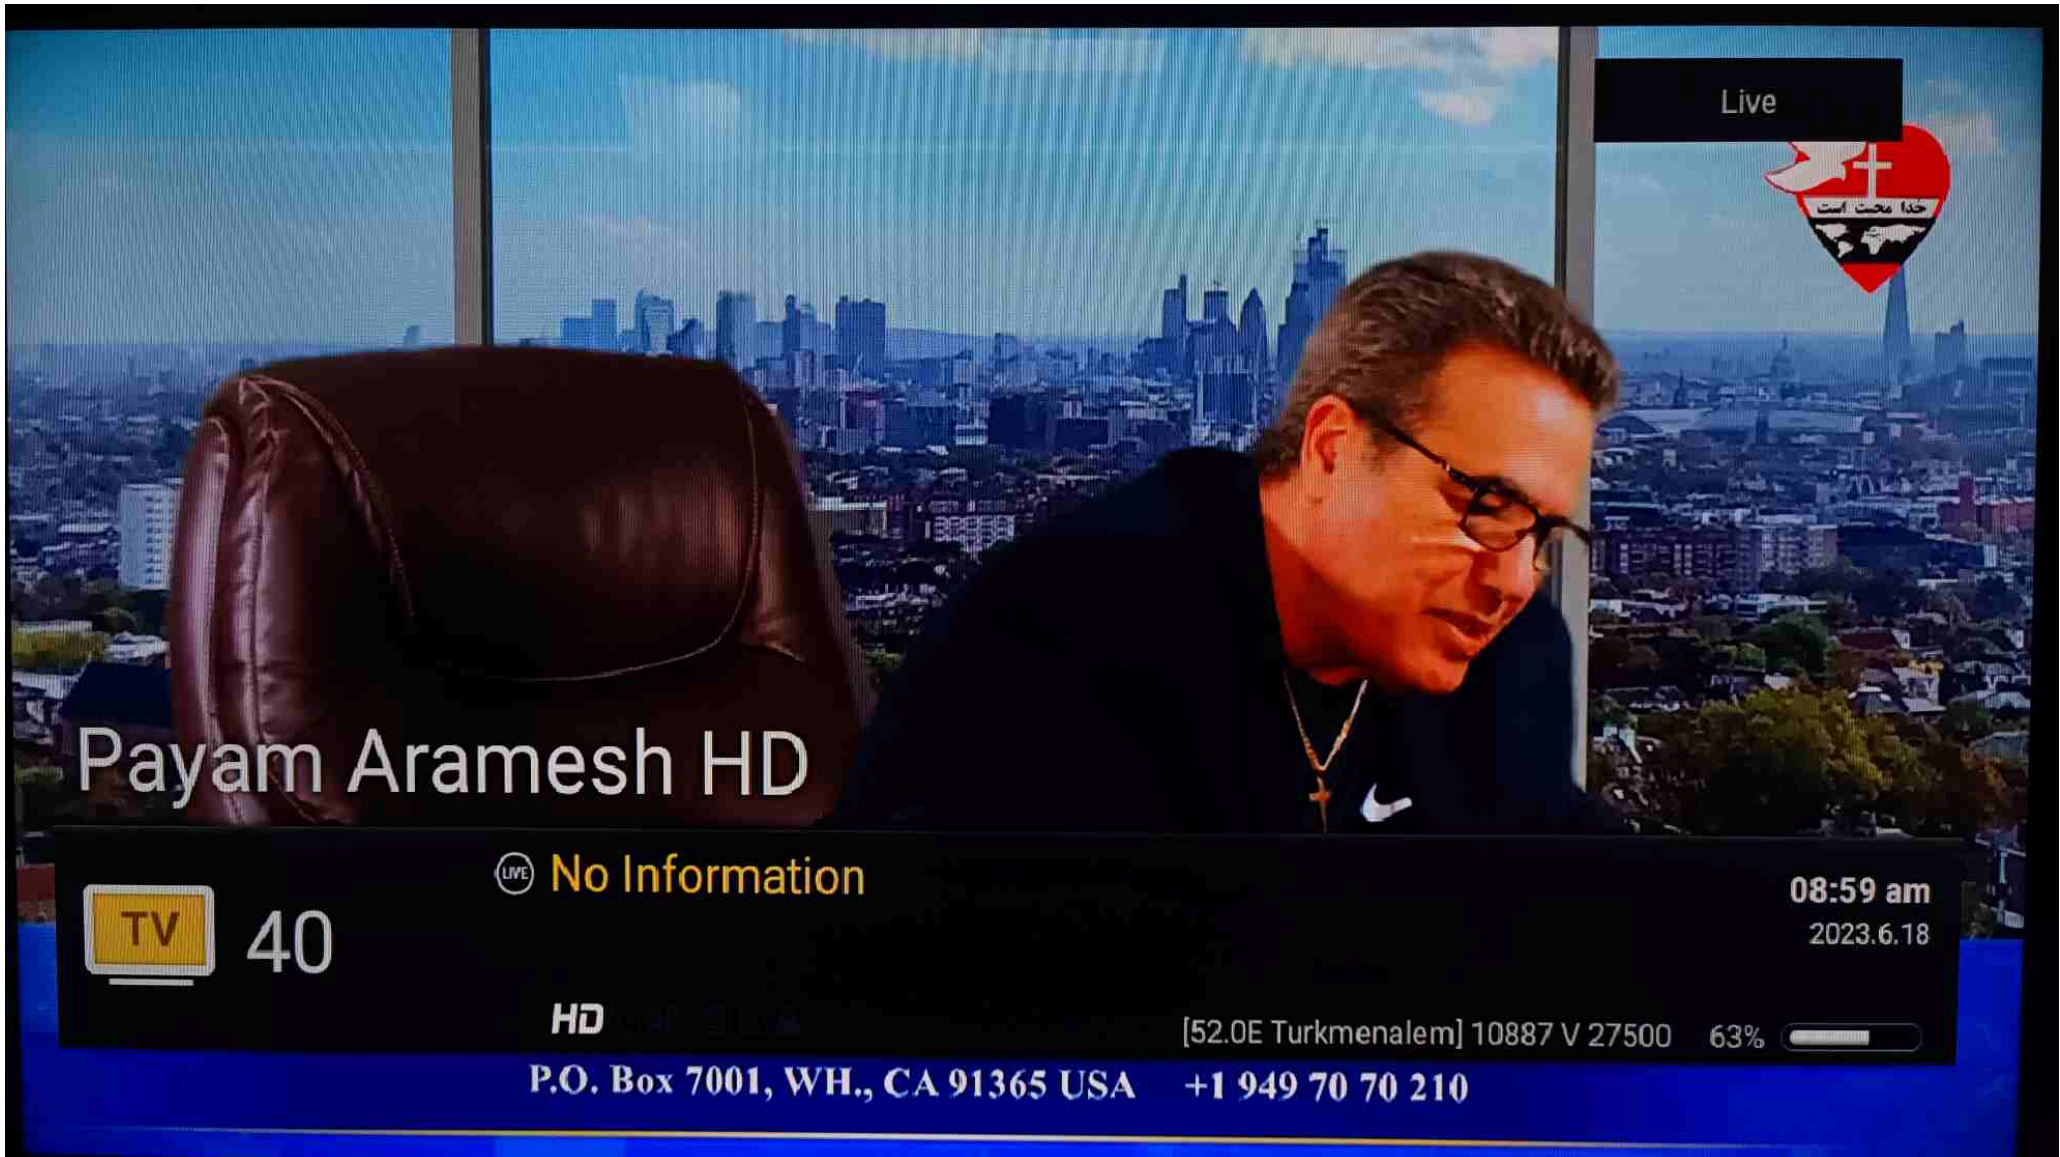 Live
خدا محبت است
Payam Aramesh HD
LIVE No Information
08:59 am
TV 40
2023.6.18
HD
[52.0E Turkmenalem] 10887 V 27500 63%
P.O. Box 7001, WH., CA 91365 USA +1 949 70 70 210